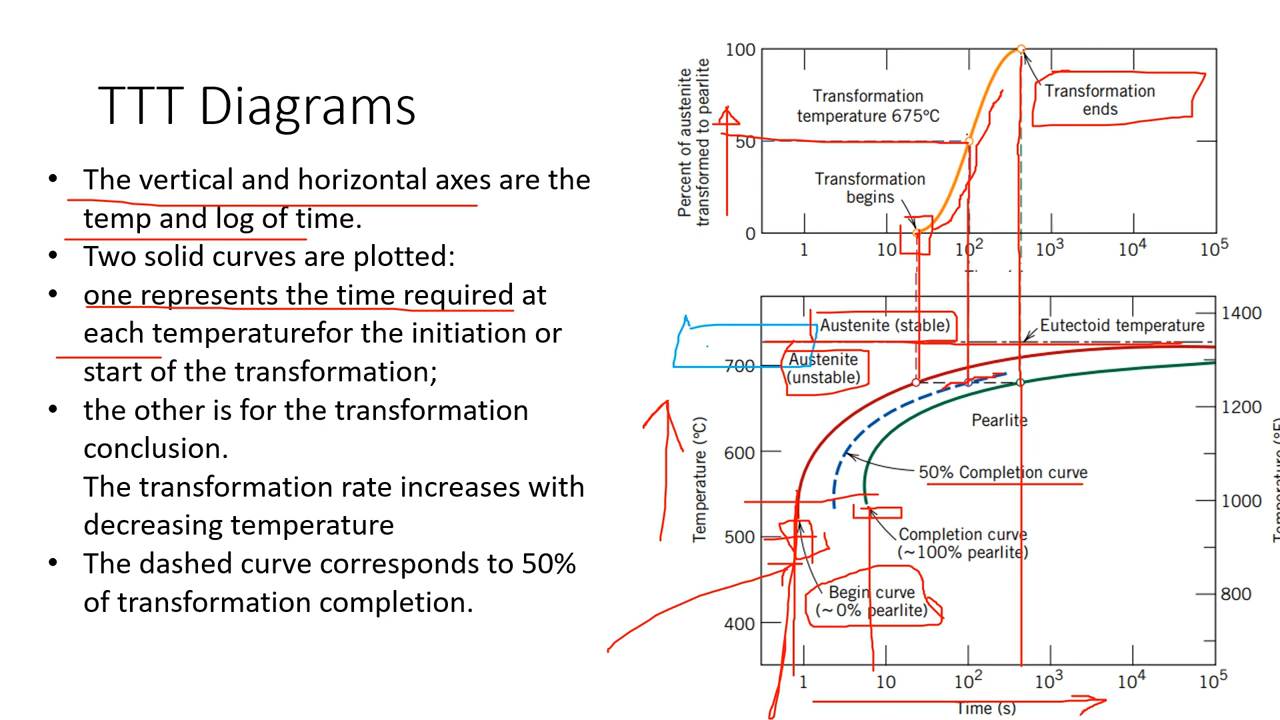 TTT Diagrams
• The vertical and horizontal axes are the
temp and log of time.
• Two solid curves are plotted:
• one represents the time required at
each temperaturefor the initiation or
start of the transformation;
• the other is for the transformation
conclusion.
The transformation rate increases with
decreasing temperature
• The dashed curve corresponds to 50%
of transformation completion.
Percent of austenite
transformed to pearlite
100
50
0
Transformation
temperature 675°C
Transformation
begins
Transformation
ends
1 10 10² 10³ 10⁴ 10⁵
Austenite (stable)
Eutectoid temperature
Austenite
(unstable)
Pearlite
50% Completion curve
Completion curve
(~100% pearlite)
Begin curve
(~0% pearlite)
Temperature (°C)
700
600
500
400
1400
1200
1000
800
Temperature (°F)
1 10 10² 10³ 10⁴ 10⁵
Time (s)